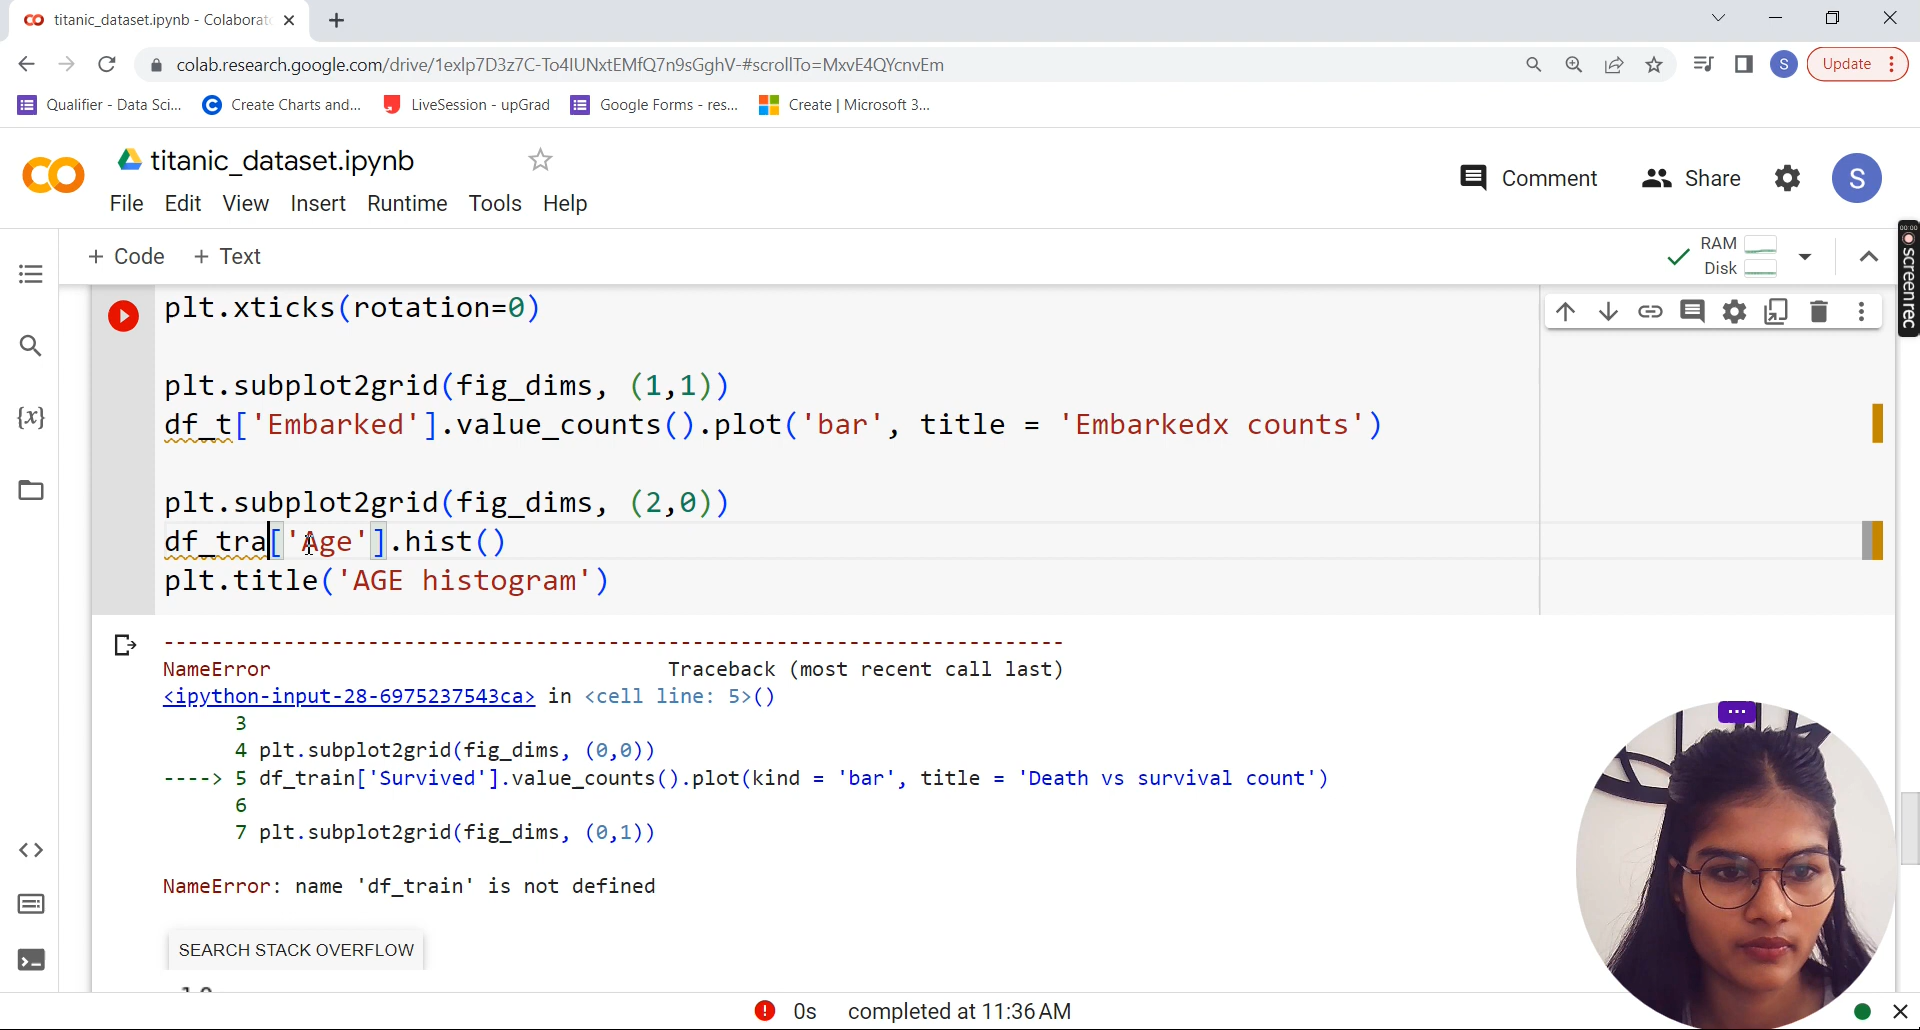 titanic_dataset.ipynb - Colaborat
colab.research.google.com/drive/1exlp7D3z7C-To4IUNxtEMfQ7n9sGghV-#scrollTo=MxvE4QYcnvEm
S
Update
Qualifier - Data Sci...
Create Charts and...
LiveSession - upGrad
Google Forms - res...
Create | Microsoft 3...
titanic_dataset.ipynb
Comment
Share
S
File Edit View Insert Runtime Tools Help
+ Code + Text
RAM
Disk
00:00
screenrec
plt.xticks(rotation=0)
plt.subplot2grid(fig_dims, (1,1))
df_t['Embarked'].value_counts().plot('bar', title = 'Embarkedx counts')
plt.subplot2grid(fig_dims, (2,0))
df_tra['Age'].hist()
plt.title('AGE histogram')
---------------------------------------------------------------------------
NameError Traceback (most recent call last)
<ipython-input-28-6975237543ca> in <cell line: 5>()
3
4 plt.subplot2grid(fig_dims, (0,0))
----> 5 df_train['Survived'].value_counts().plot(kind = 'bar', title = 'Death vs survival count')
6
7 plt.subplot2grid(fig_dims, (0,1))
NameError: name 'df_train' is not defined
SEARCH STACK OVERFLOW
0s completed at 11:36 AM